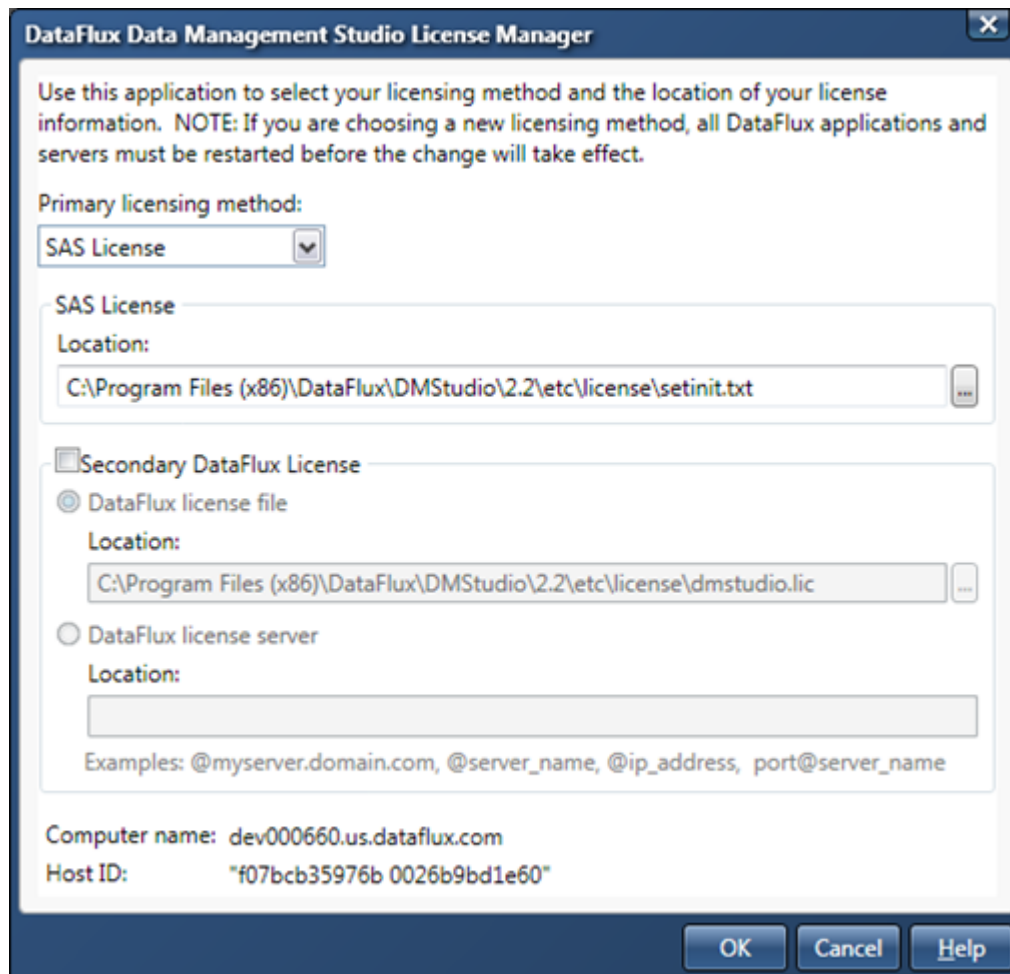 DataFlux Data Management Studio License Manager
Use this application to select your licensing method and the location of your license
information.  NOTE: If you are choosing a new licensing method, all DataFlux applications and
servers must be restarted before the change will take effect.
Primary licensing method:
SAS License
SAS License
Location:
C:\Program Files (x86)\DataFlux\DMStudio\2.2\etc\license\setinit.txt
...
Secondary DataFlux License
DataFlux license file
Location:
C:\Program Files (x86)\DataFlux\DMStudio\2.2\etc\license\dmstudio.lic
...
DataFlux license server
Location:
Examples: @myserver.domain.com, @server_name, @ip_address,  port@server_name
Computer name: dev000660.us.dataflux.com
Host ID: "f07bcb35976b 0026b9bd1e60"
OK Cancel Help